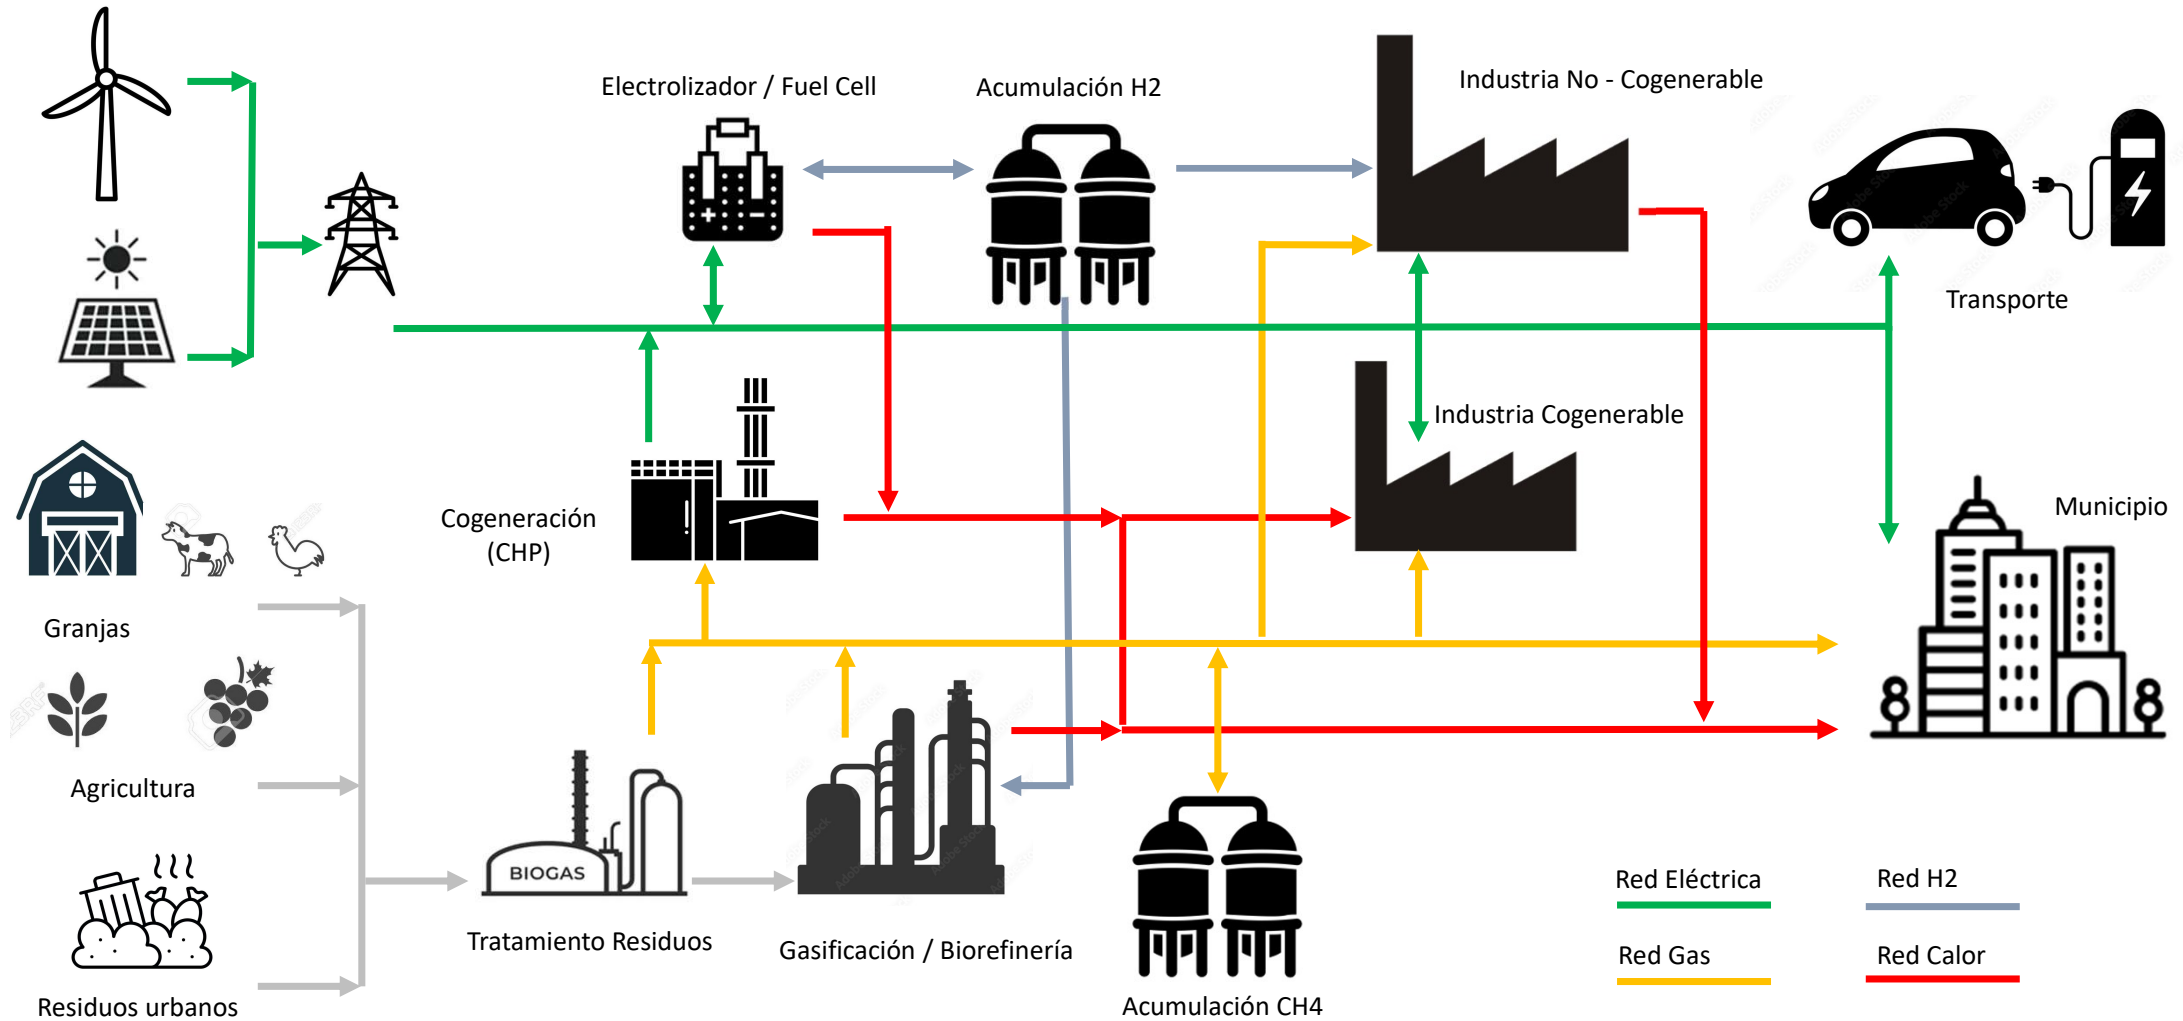 Electrolizador / Fuel Cell
Acumulación H2
Industria No - Cogenerable
Transporte
Industria Cogenerable
Municipio
Cogeneración
(CHP)
Granjas
Agricultura
BIOGAS
Residuos urbanos
Tratamiento Residuos
Gasificación / Biorefinería
Acumulación CH4
Red Eléctrica
Red H2
Red Gas
Red Calor